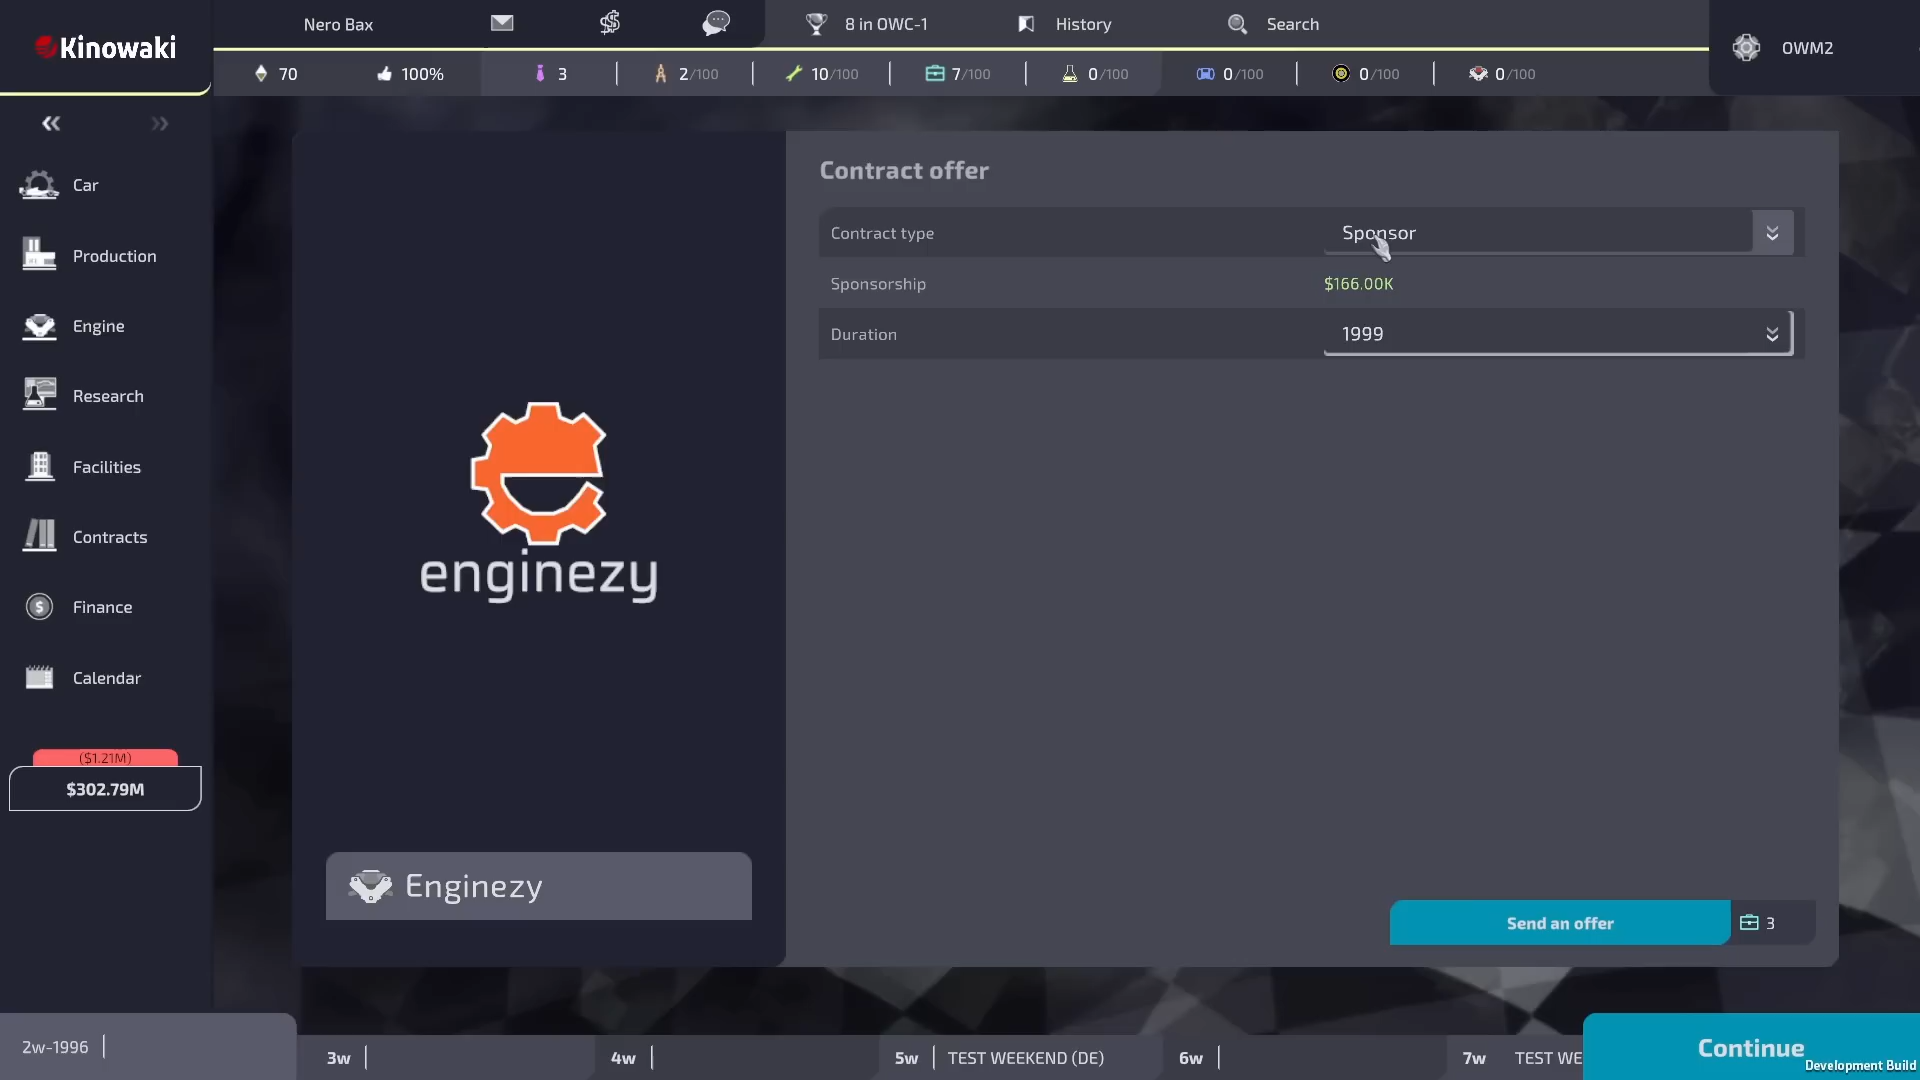 Kinowaki
Nero Bax
8 in OWC-1
History
Search
OWM2
70
100%
3
2/100
10/100
7/100
0/100
0/100
0/100
0/100
Car
Production
Engine
Research
Facilities
Contracts
Finance
Calendar
($1.21M)
$302.79M
enginezy
Enginezy
Contract offer
Contract type
Sponsor
Sponsorship
$166.00K
Duration
1999
Send an offer
3
2w-1996
3w
4w
5w
TEST WEEKEND (DE)
6w
7w
TEST WE
Continue
Development Build